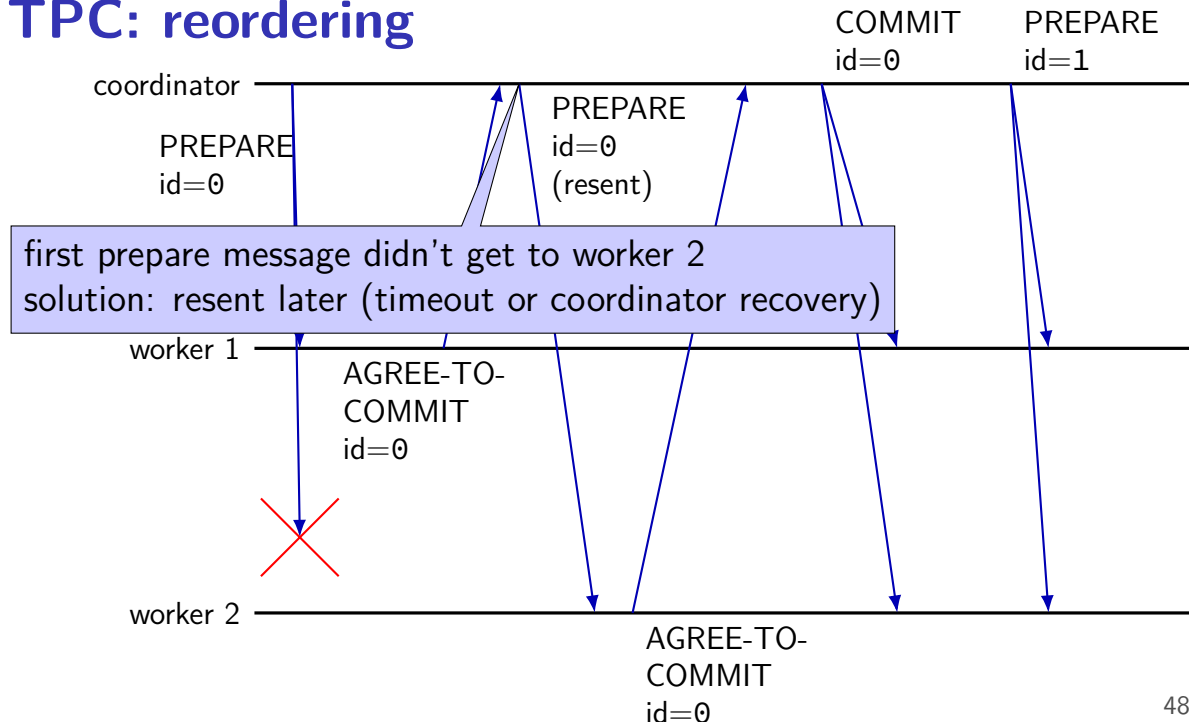 TPC: reordering
COMMIT
id=0
PREPARE
id=1
coordinator
PREPARE
id=0
PREPARE
id=0
(resent)
first prepare message didn't get to worker 2
solution: resent later (timeout or coordinator recovery)
worker 1
AGREE-TO-
COMMIT
id=0
worker 2
AGREE-TO-
COMMIT
id=0
48